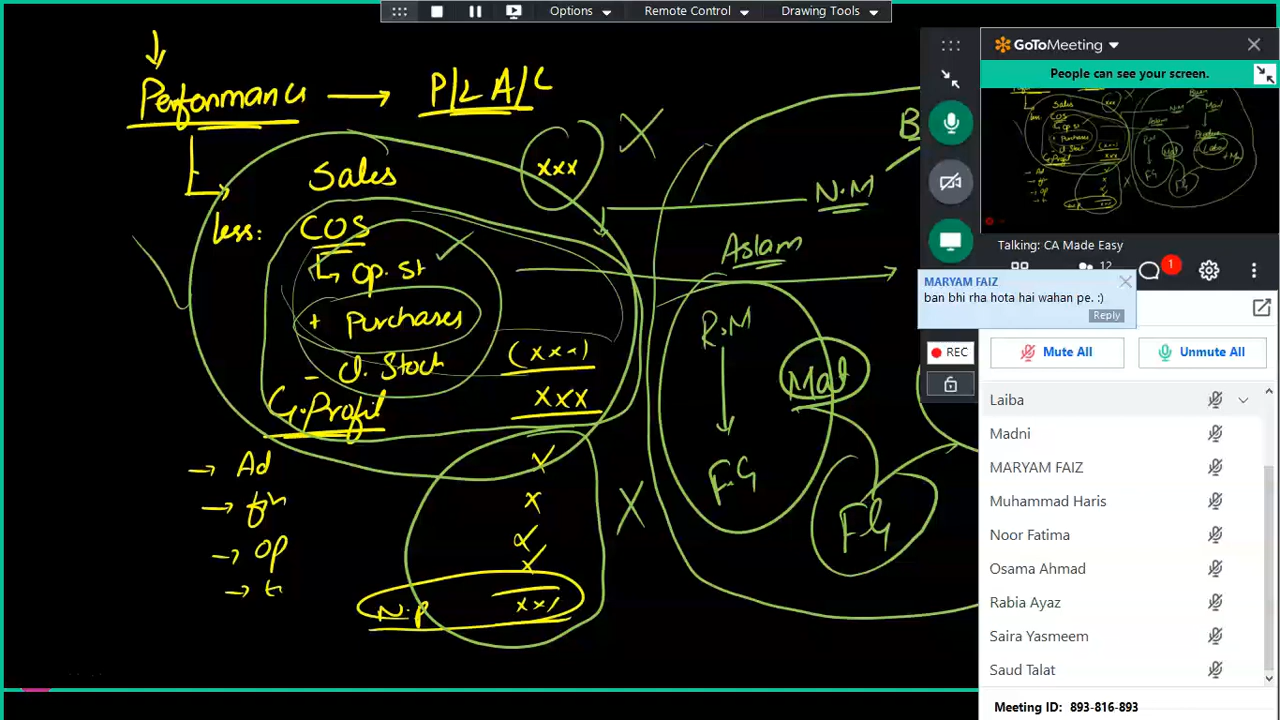 Options
Remote Control
Drawing Tools
GoToMeeting
People can see your screen.
Performance → P/L A/C
Sales
xxx
X
less: COS
Op. st
+ Purchases
- Cl. Stock
(xxx)
G. Profit
xxx
→ Ad
→ fin
→ op
→ t
x
X
N.P
xxx
B
N.M
Aslam
R.M
Mat
F.G
FG
Talking: CA Made Easy
12
1
MARYAM FAIZ
ban bhi rha hota hai wahan pe. :)
Reply
REC
Mute All
Unmute All
Laiba
Madni
MARYAM FAIZ
Muhammad Haris
Noor Fatima
Osama Ahmad
Rabia Ayaz
Saira Yasmeem
Saud Talat
Meeting ID: 893-816-893